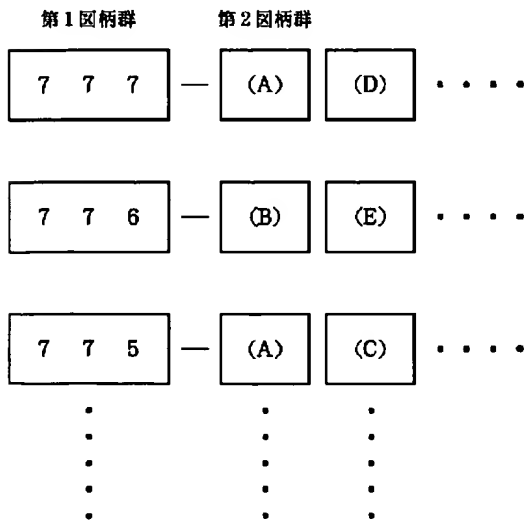 第1図柄群 第2図柄群
7 7 7 — (A) (D) ・・・・
7 7 6 — (B) (E) ・・・・
7 7 5 — (A) (C) ・・・・